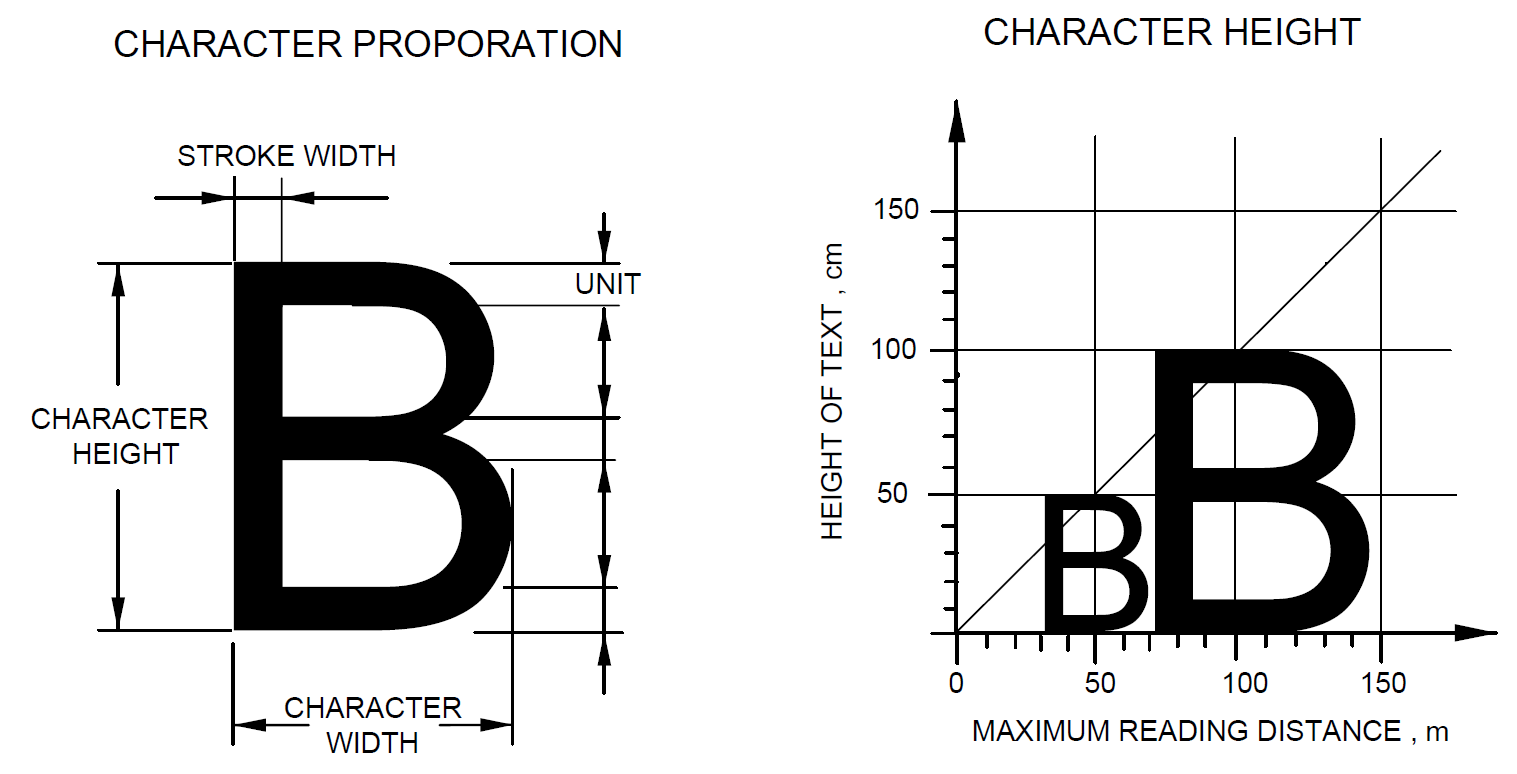 CHARACTER PROPORATION
STROKE WIDTH
UNIT
CHARACTER
HEIGHT
CHARACTER
WIDTH
B
CHARACTER HEIGHT
HEIGHT OF TEXT , cm
150
100
50
B
B
0
50
100
150
MAXIMUM READING DISTANCE , m